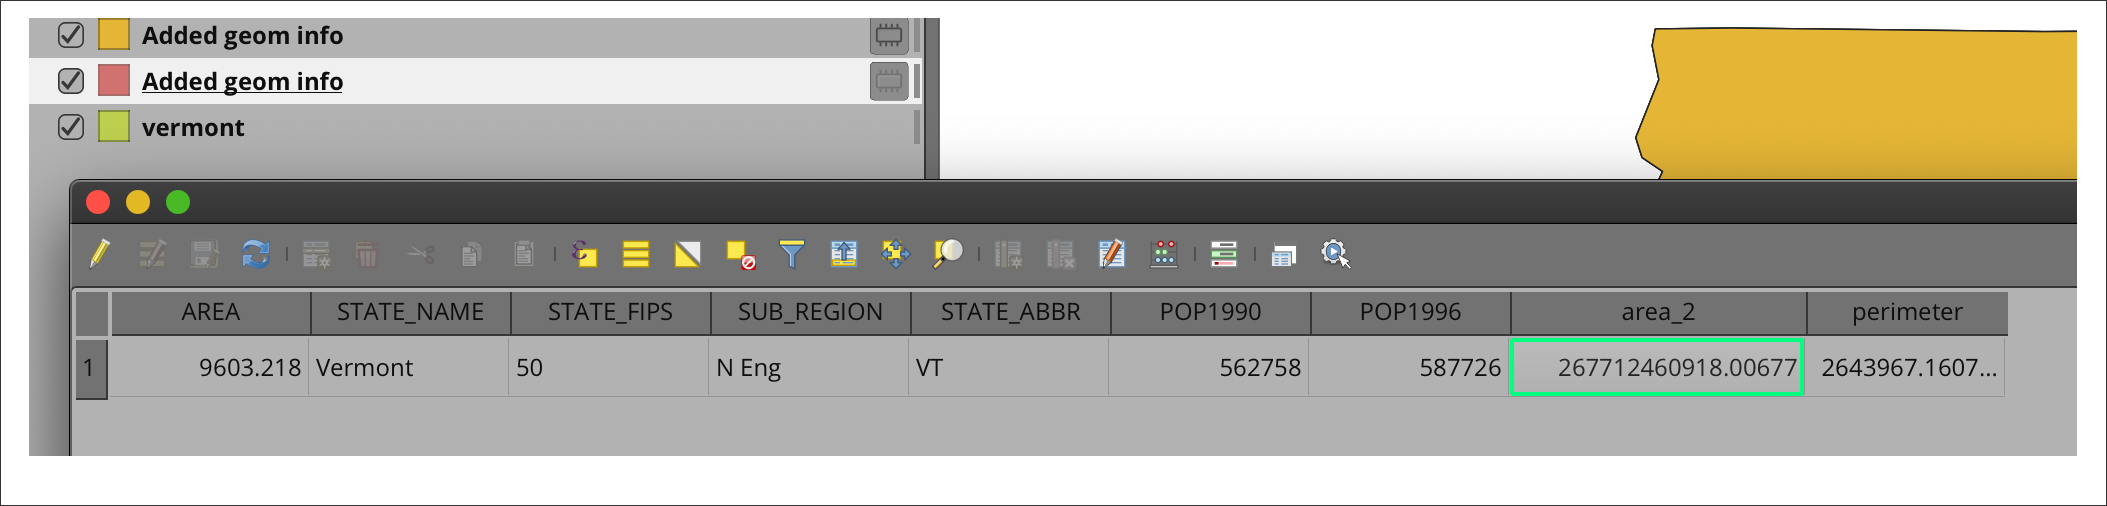 Added geom info
Added geom info
vermont
AREA STATE_NAME STATE_FIPS SUB_REGION STATE_ABBR POP1990 POP1996 area_2 perimeter
1 9603.218 Vermont 50 N Eng VT 562758 587726 267712460918.00677 2643967.1607...